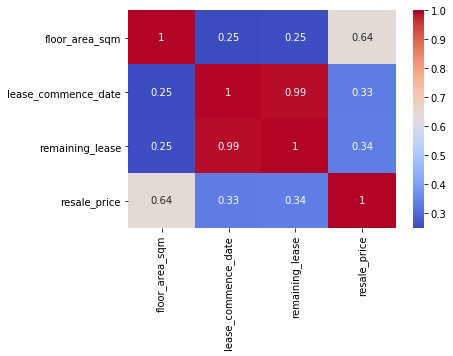 floor_area_sqm 1 0.25 0.25 0.64
lease_commence_date 0.25 1 0.99 0.33
remaining_lease 0.25 0.99 1 0.34
resale_price 0.64 0.33 0.34 1
floor_area_sqm
lease_commence_date
remaining_lease
resale_price
1.0
0.9
0.8
0.7
0.6
0.5
0.4
0.3